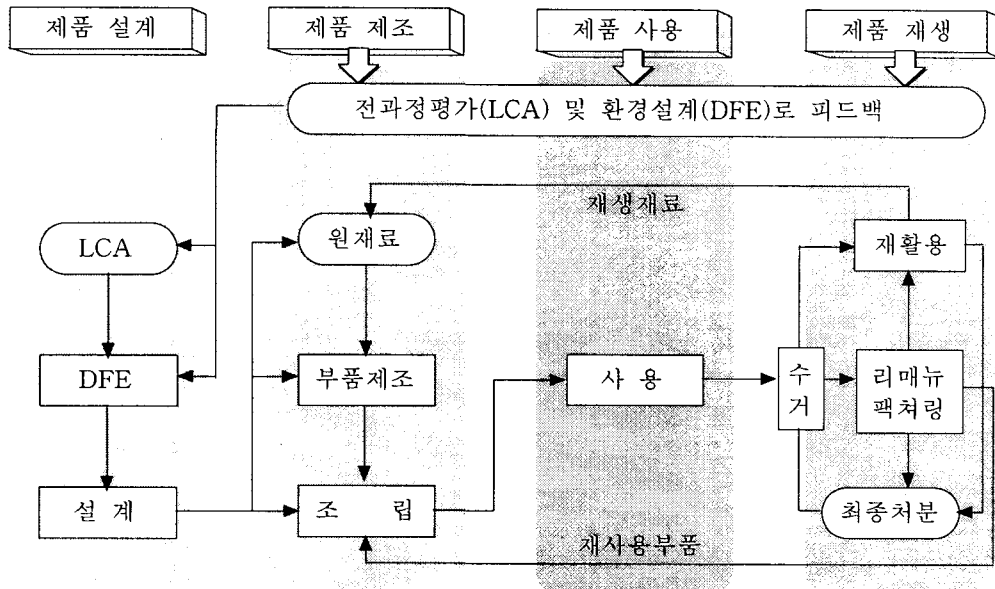 제품 설계
제품 제조
제품 사용
제품 재생
전과정평가(LCA) 및 환경설계(DFE)로 피드백
재생재료
LCA
원재료
재활용
DFE
부품제조
사 용
수
거
리매뉴
팩쳐링
설 계
조 립
최종처분
재사용부품